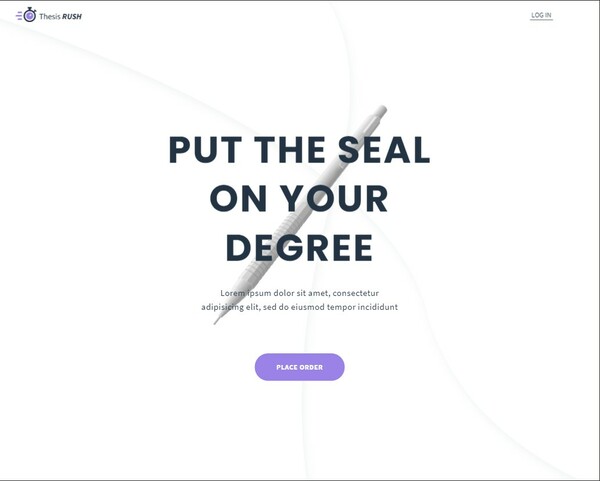 Thesis RUSH
LOG IN
PUT THE SEAL
ON YOUR
DEGREE
Lorem ipsum dolor sit amet, consectetur
adipisicing elit, sed do eiusmod tempor incididunt
PLACE ORDER